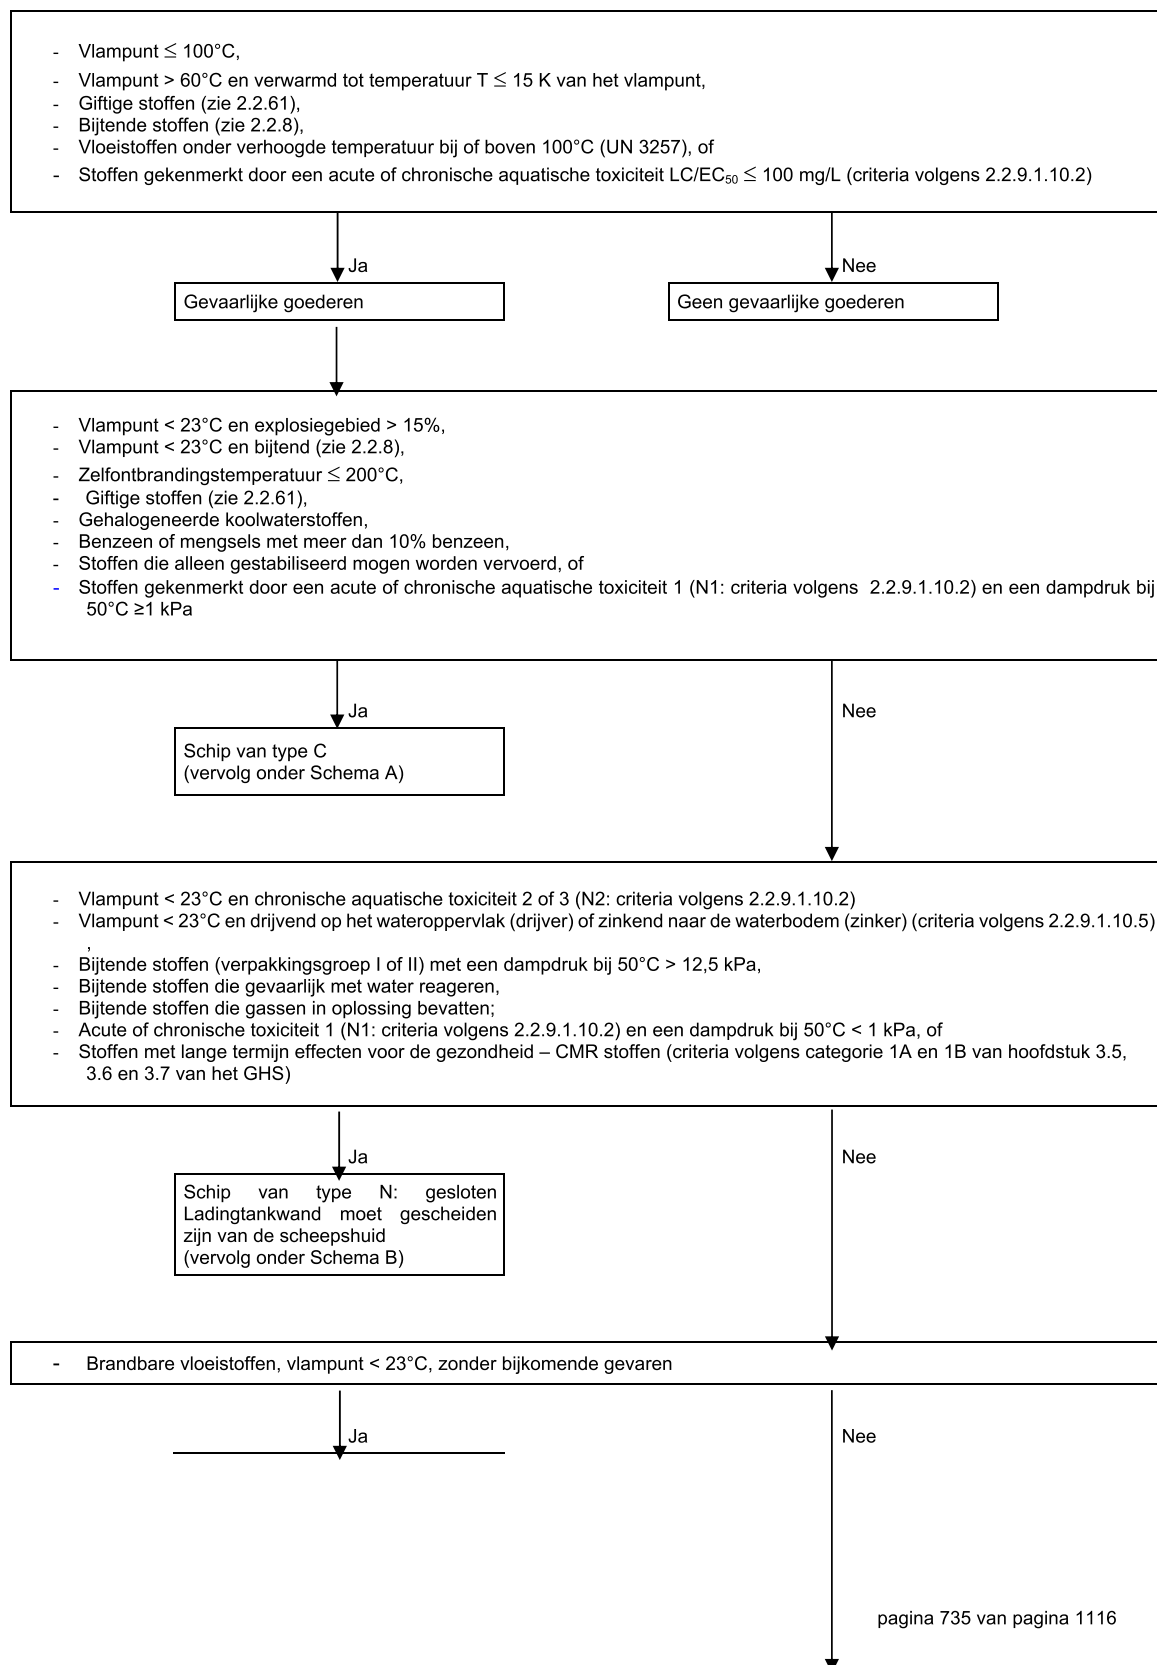 - Vlampunt ≤ 100°C,
- Vlampunt > 60°C en verwarmd tot temperatuur T ≤ 15 K van het vlampunt,
- Giftige stoffen (zie 2.2.61),
- Bijtende stoffen (zie 2.2.8),
- Vloeistoffen onder verhoogde temperatuur bij of boven 100°C (UN 3257), of
- Stoffen gekenmerkt door een acute of chronische aquatische toxiciteit LC/EC50 ≤ 100 mg/L (criteria volgens 2.2.9.1.10.2)
Ja
Nee
Gevaarlijke goederen
Geen gevaarlijke goederen
- Vlampunt < 23°C en explosiegebied > 15%,
- Vlampunt < 23°C en bijtend (zie 2.2.8),
- Zelfontbrandingstemperatuur ≤ 200°C,
- Giftige stoffen (zie 2.2.61),
- Gehalogeneerde koolwaterstoffen,
- Benzeen of mengsels met meer dan 10% benzeen,
- Stoffen die alleen gestabiliseerd mogen worden vervoerd, of
- Stoffen gekenmerkt door een acute of chronische aquatische toxiciteit 1 (N1: criteria volgens 2.2.9.1.10.2) en een dampdruk bij
50°C ≥1 kPa
Ja
Nee
Schip van type C
(vervolg onder Schema A)
- Vlampunt < 23°C en chronische aquatische toxiciteit 2 of 3 (N2: criteria volgens 2.2.9.1.10.2)
- Vlampunt < 23°C en drijvend op het wateroppervlak (drijver) of zinkend naar de waterbodem (zinker) (criteria volgens 2.2.9.1.10.5)
,
- Bijtende stoffen (verpakkingsgroep I of II) met een dampdruk bij 50°C > 12,5 kPa,
- Bijtende stoffen die gevaarlijk met water reageren,
- Bijtende stoffen die gassen in oplossing bevatten;
- Acute of chronische toxiciteit 1 (N1: criteria volgens 2.2.9.1.10.2) en een dampdruk bij 50°C < 1 kPa, of
- Stoffen met lange termijn effecten voor de gezondheid – CMR stoffen (criteria volgens categorie 1A en 1B van hoofdstuk 3.5,
3.6 en 3.7 van het GHS)
Ja
Nee
Schip van type N: gesloten
Ladingtankwand moet gescheiden
zijn van de scheepshuid
(vervolg onder Schema B)
- Brandbare vloeistoffen, vlampunt < 23°C, zonder bijkomende gevaren
Ja
Nee
pagina 735 van pagina 1116